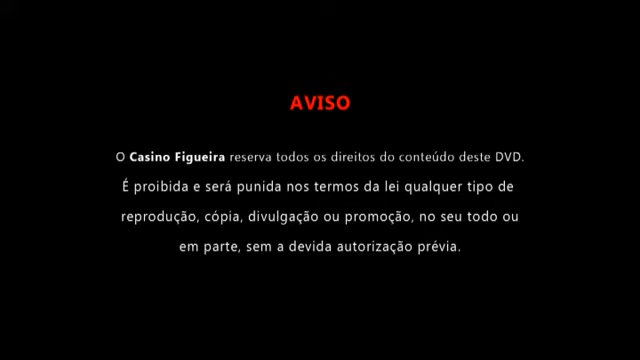 AVISO
O Casino Figueira reserva todos os direitos do conteúdo deste DVD.
É proibida e será punida nos termos da lei qualquer tipo de
reprodução, cópia, divulgação ou promoção, no seu todo ou
em parte, sem a devida autorização prévia.